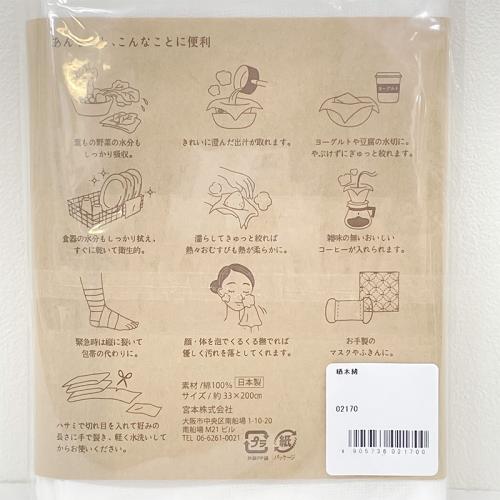 、こんなことに便利
葉もの野菜の水分も
しっかり吸収。
きれいに澄んだ出汁が取れます。
ヨーグルト
ヨーグルトや豆腐の水切に。
やぶけずにぎゅっと絞れます。
食器の水分もしっかり拭え、
すぐに乾いて衛生的。
濡らしてきゅっと絞れば
熱々おむすびも熱が柔らかに。
雑味の無いおいしい
コーヒーが入れられます。
緊急時は縦に裂いて
包帯の代わりに。
顔・体を泡でくるくる撫でれば
優しく汚れを落としてくれます。
お手製の
マスクやふきんに。
ハサミで切れ目を入れて好みの
長さに手で裂き、軽く水洗いして
からお使いください。
素材/綿100% 日本製
サイズ/約 33×200cm
宮本株式会社
大阪市中央区南船場 1-10-20
南船場 M21 ビル
TEL 06-6261-0021
プラ
紙
パッケージ
晒木綿
02170
4 905736 021700